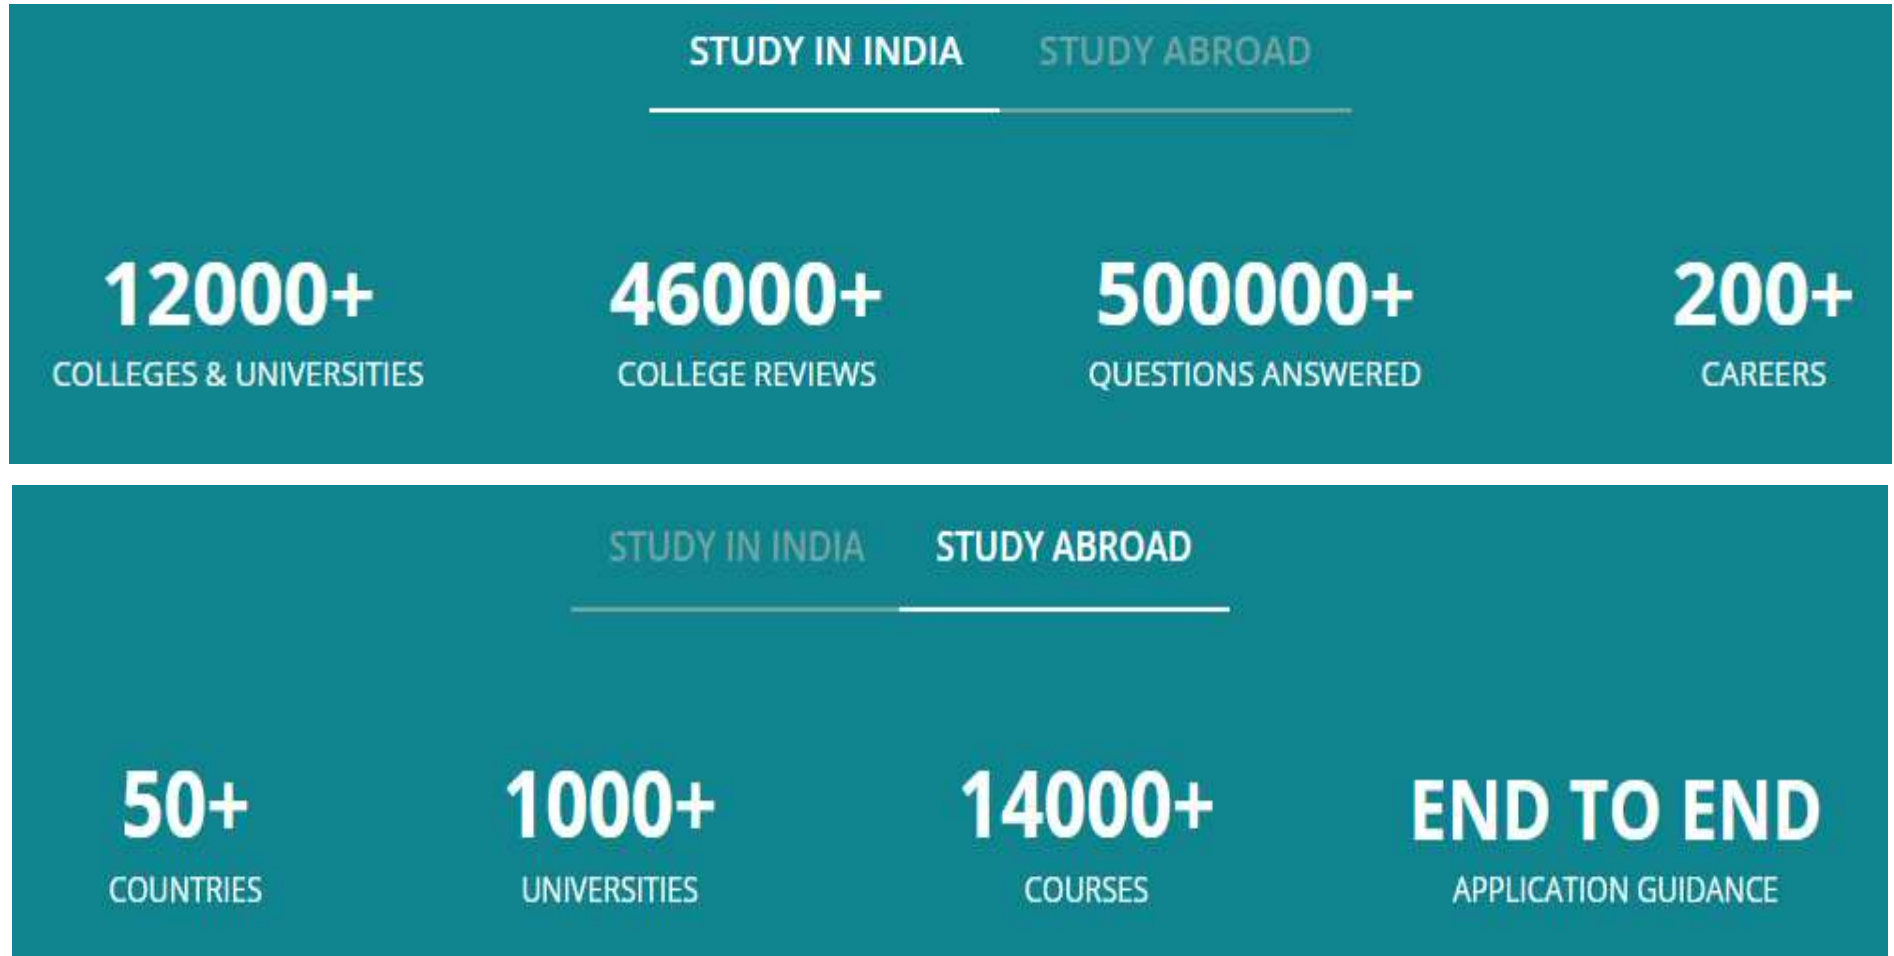 STUDY IN INDIA STUDY ABROAD
12000+ 46000+ 500000+ 200+
COLLEGES & UNIVERSITIES COLLEGE REVIEWS QUESTIONS ANSWERED CAREERS
STUDY IN INDIA STUDY ABROAD
50+ 1000+ 14000+ END TO END
COUNTRIES UNIVERSITIES COURSES APPLICATION GUIDANCE